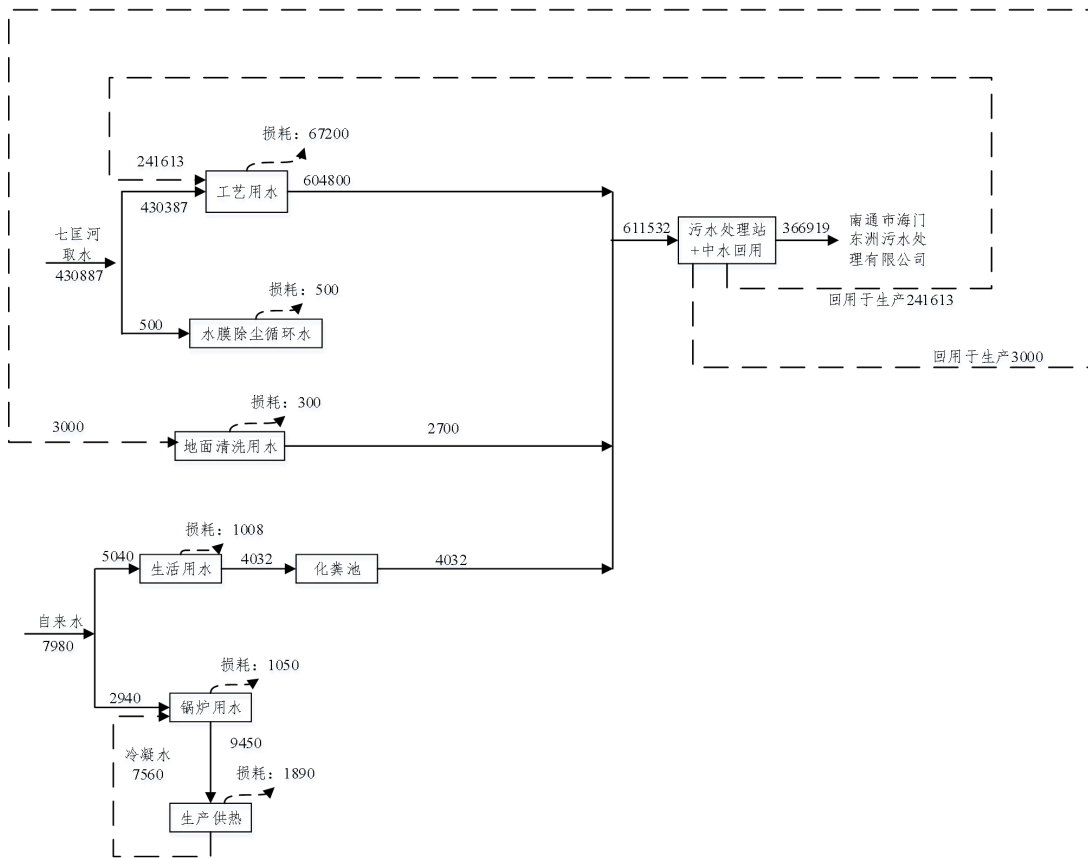 损耗：67200
241613
工艺用水
604800
430387
七匡河
取水
430887
611532
污水处理站
+中水回用
366919
南通市海门
东洲污水处
理有限公司
回用于生产241613
损耗：500
500
水膜除尘循环水
回用于生产3000
损耗：300
3000
地面清洗用水
2700
损耗：1008
5040
生活用水
4032
化粪池
4032
自来水
7980
损耗：1050
2940
锅炉用水
9450
冷凝水
7560
损耗：1890
生产供热